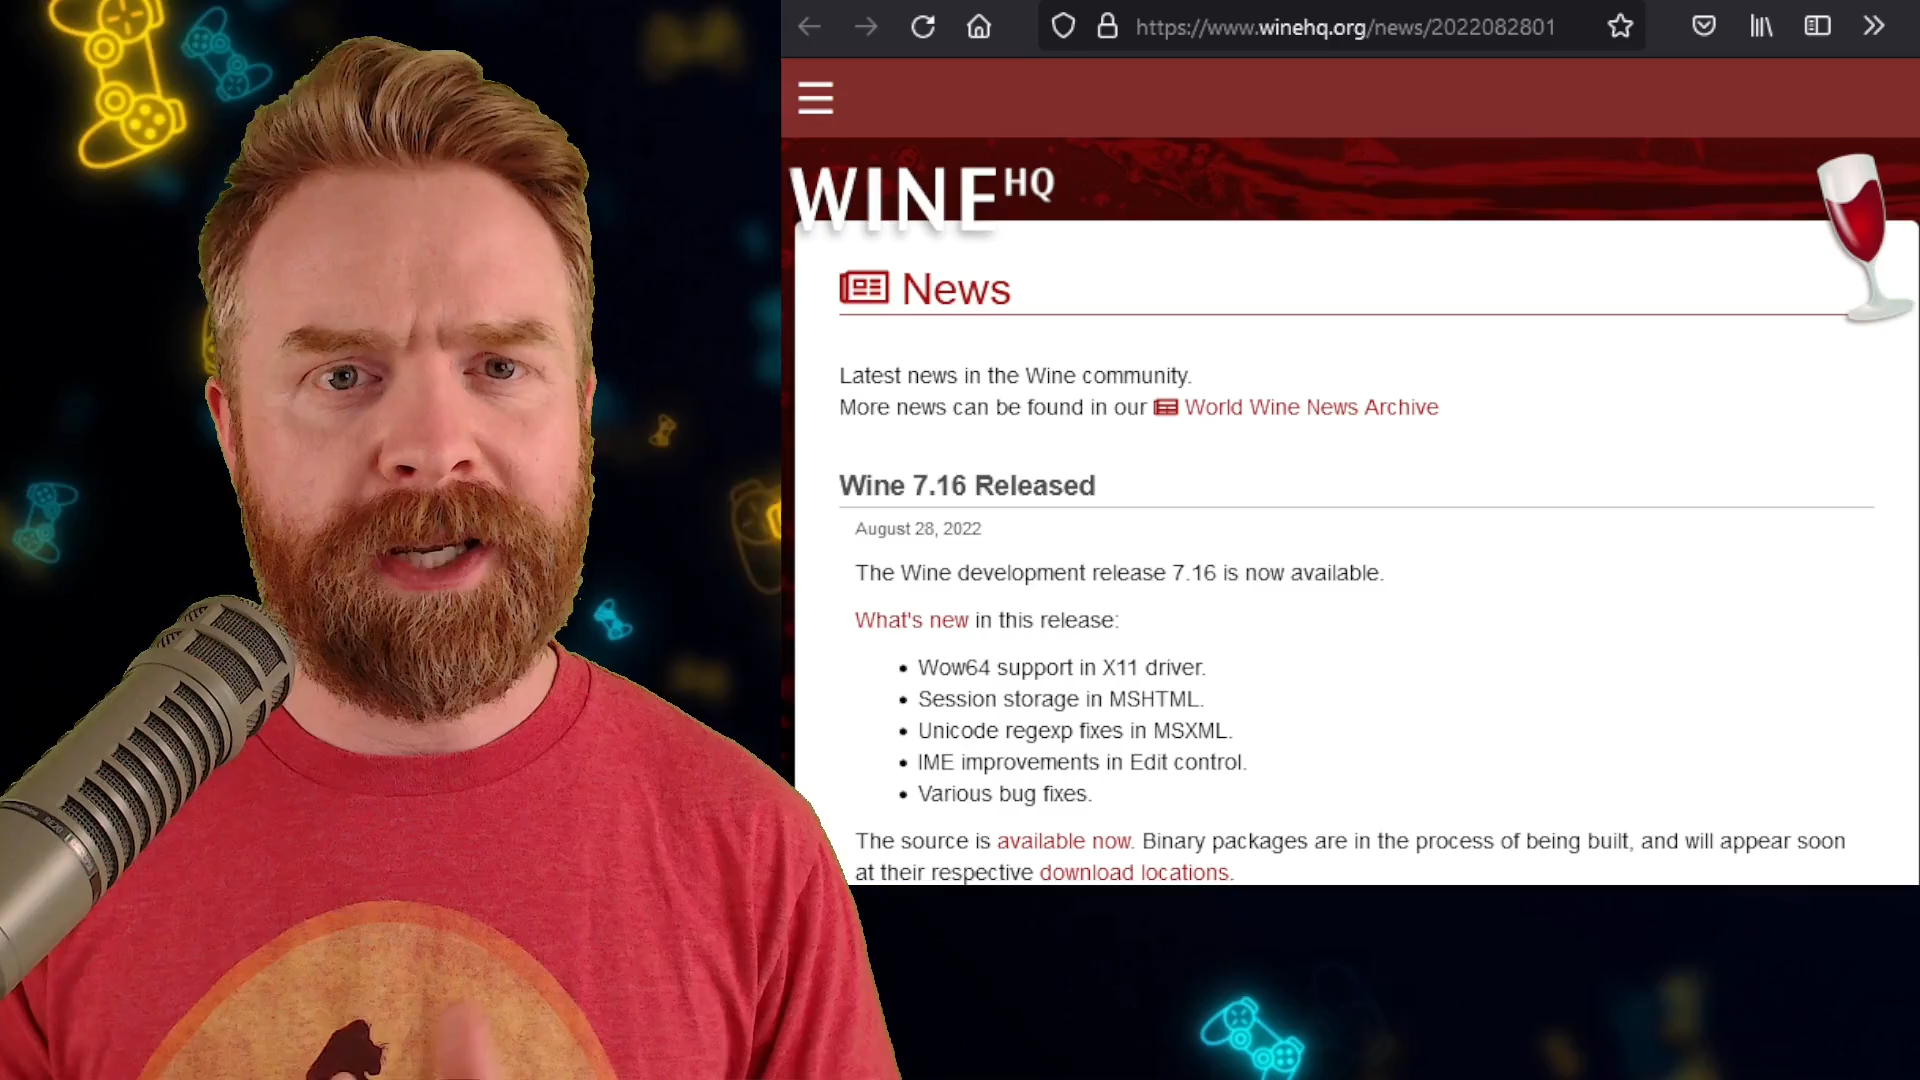 https://www.winehq.org/news/2022082801
WINEHQ
News
Latest news in the Wine community.
More news can be found in our World Wine News Archive
Wine 7.16 Released
August 28, 2022
The Wine development release 7.16 is now available.
What's new in this release:
• Wow64 support in X11 driver.
• Session storage in MSHTML.
• Unicode regexp fixes in MSXML.
• IME improvements in Edit control.
• Various bug fixes.
The source is available now. Binary packages are in the process of being built, and will appear soon
at their respective download locations.
RE20